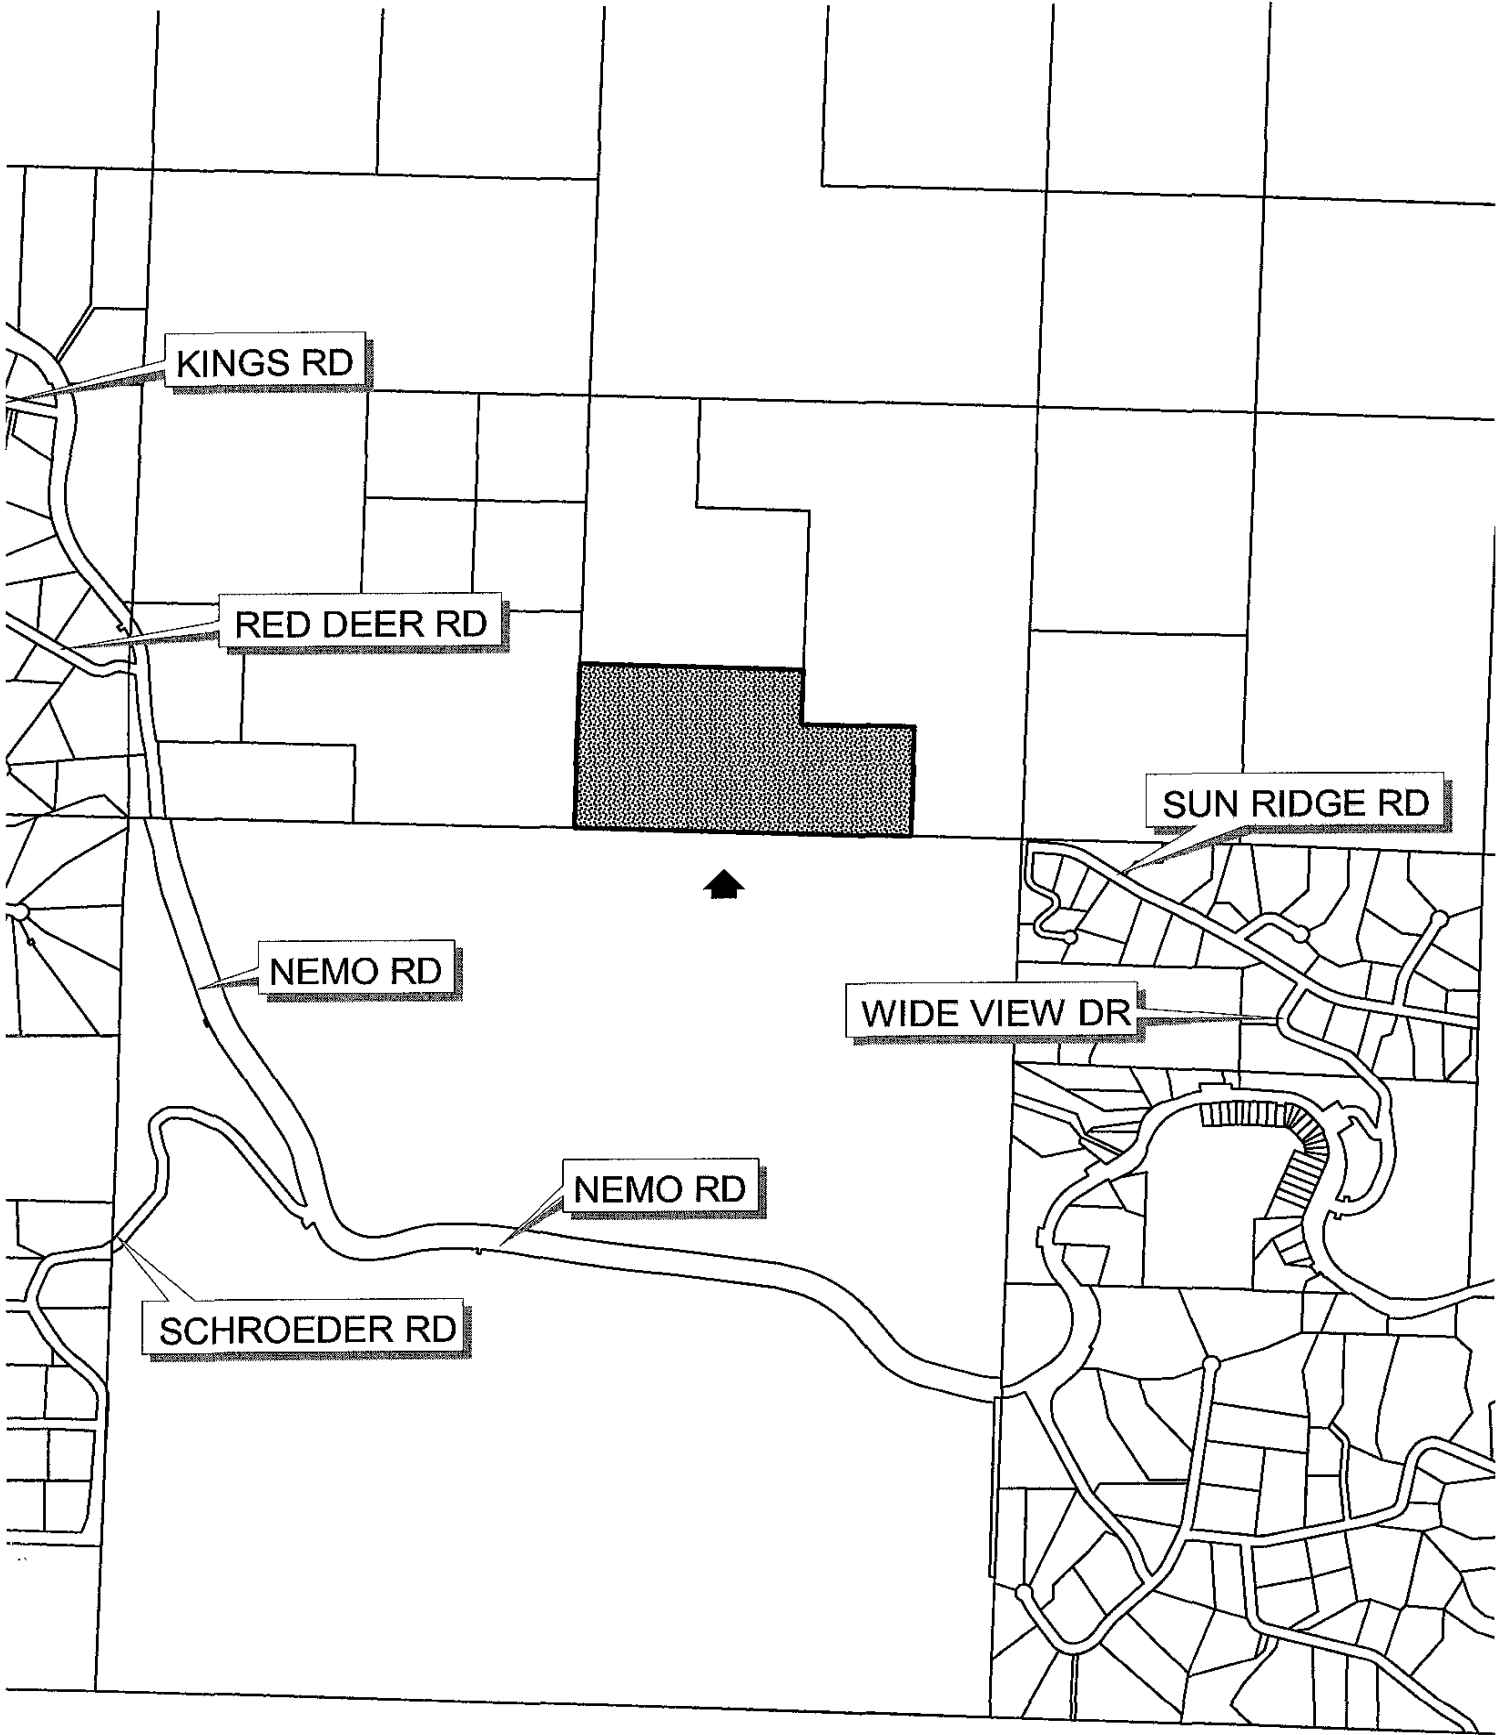 KINGS RD
RED DEER RD
SUN RIDGE RD
NEMO RD
WIDE VIEW DR
NEMO RD
SCHROEDER RD